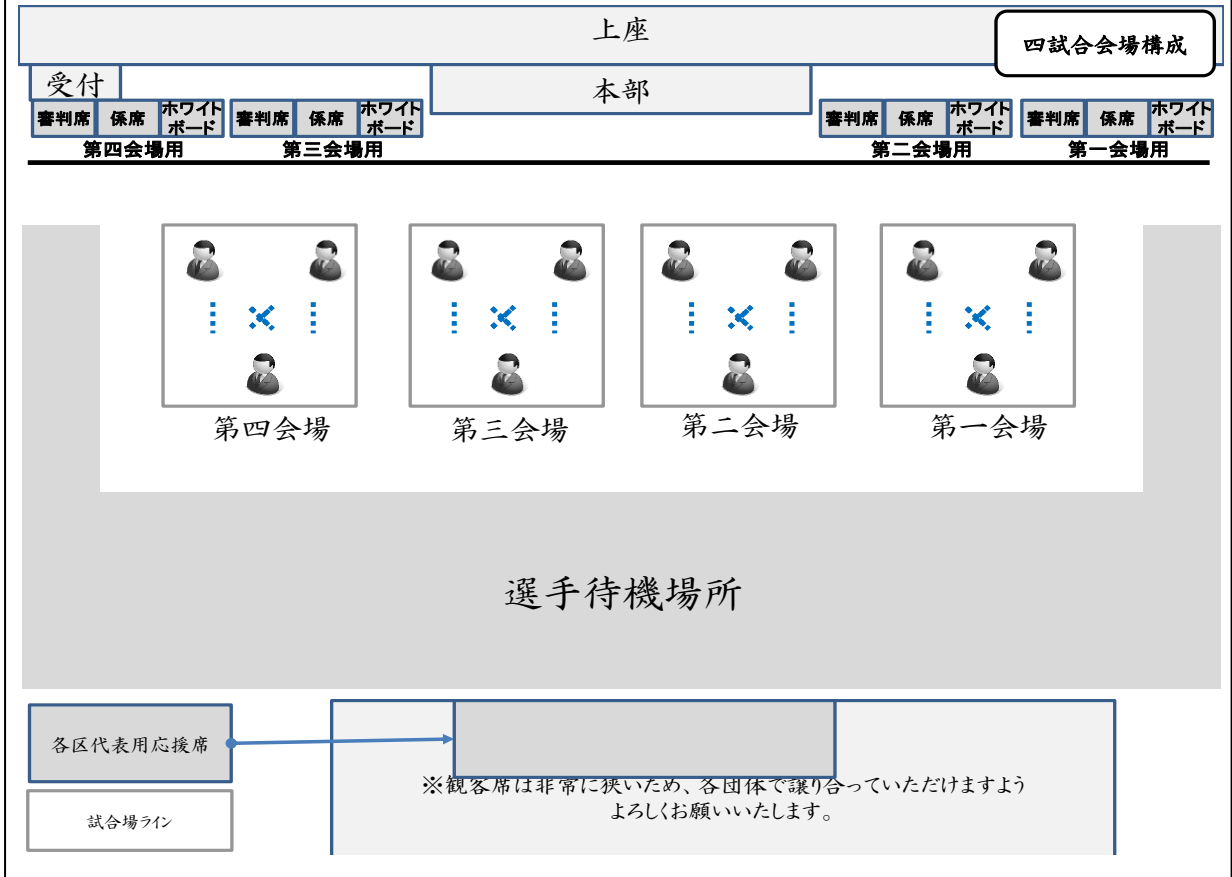 上座
四試合会場構成
受付
本部
審判席 係席 ホワイトボード 審判席 係席 ホワイトボード 審判席 係席 ホワイトボード 審判席 係席 ホワイトボード
第四会場用 第三会場用 第二会場用 第一会場用
第四会場 第三会場 第二会場 第一会場
選手待機場所
各区代表用応援席
※観客席は非常に狭いため、各団体で譲り合っていただけますよう
よろしくお願いいたします。
試合場ライン